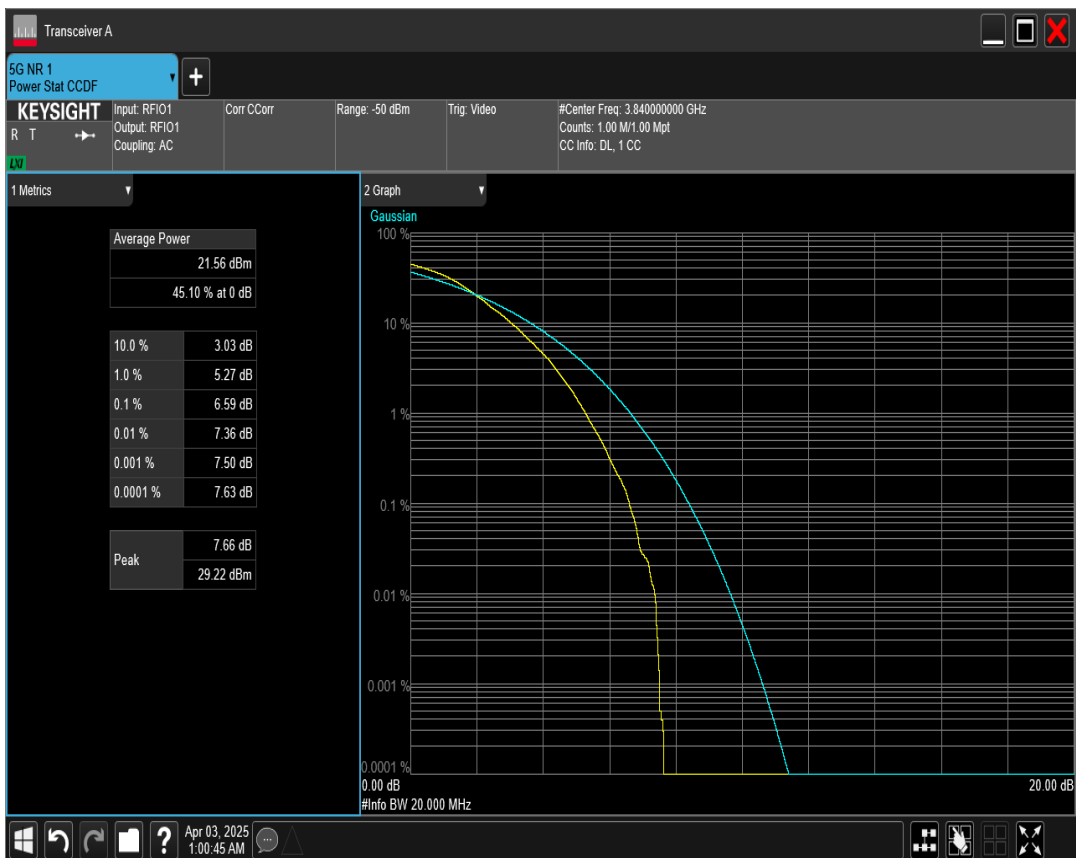 Transceiver A
5G NR 1
Power Stat CCDF
+
KEYSIGHT
R T
LXI
Input: RFIO1
Output: RFIO1
Coupling: AC
Corr CCorr
Range: -50 dBm
Trig: Video
#Center Freq: 3.840000000 GHz
Counts: 1.00 M/1.00 Mpt
CC Info: DL, 1 CC
1 Metrics
Average Power
21.56 dBm
45.10 % at 0 dB
10.0 % 3.03 dB
1.0 % 5.27 dB
0.1 % 6.59 dB
0.01 % 7.36 dB
0.001 % 7.50 dB
0.0001 % 7.63 dB
Peak 7.66 dB
29.22 dBm
2 Graph
Gaussian
100 %
10 %
1 %
0.1 %
0.01 %
0.001 %
0.0001 %
0.00 dB 20.00 dB
#Info BW 20.000 MHz
?
Apr 03, 2025
1:00:45 AM